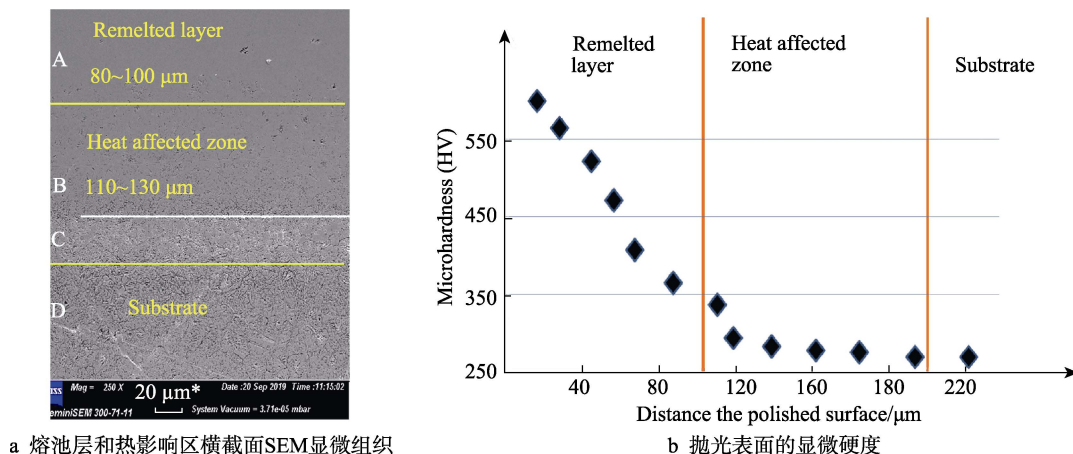 Remelted layer
A
80~100 μm
Heat affected zone
B
110~130 μm
C
D
Substrate
Mag = 250 X
20 μm*
Date :20 Sep 2019 Time :11:15:02
eminiSEM 300-71-11
System Vacuum = 3.71e-05 mbar
a 熔池层和热影响区横截面SEM显微组织
Remelted
layer
Heat affected
zone
Substrate
Microhardness (HV)
550
450
350
250
40
80
120
160
180
220
Distance the polished surface/μm
b 抛光表面的显微硬度